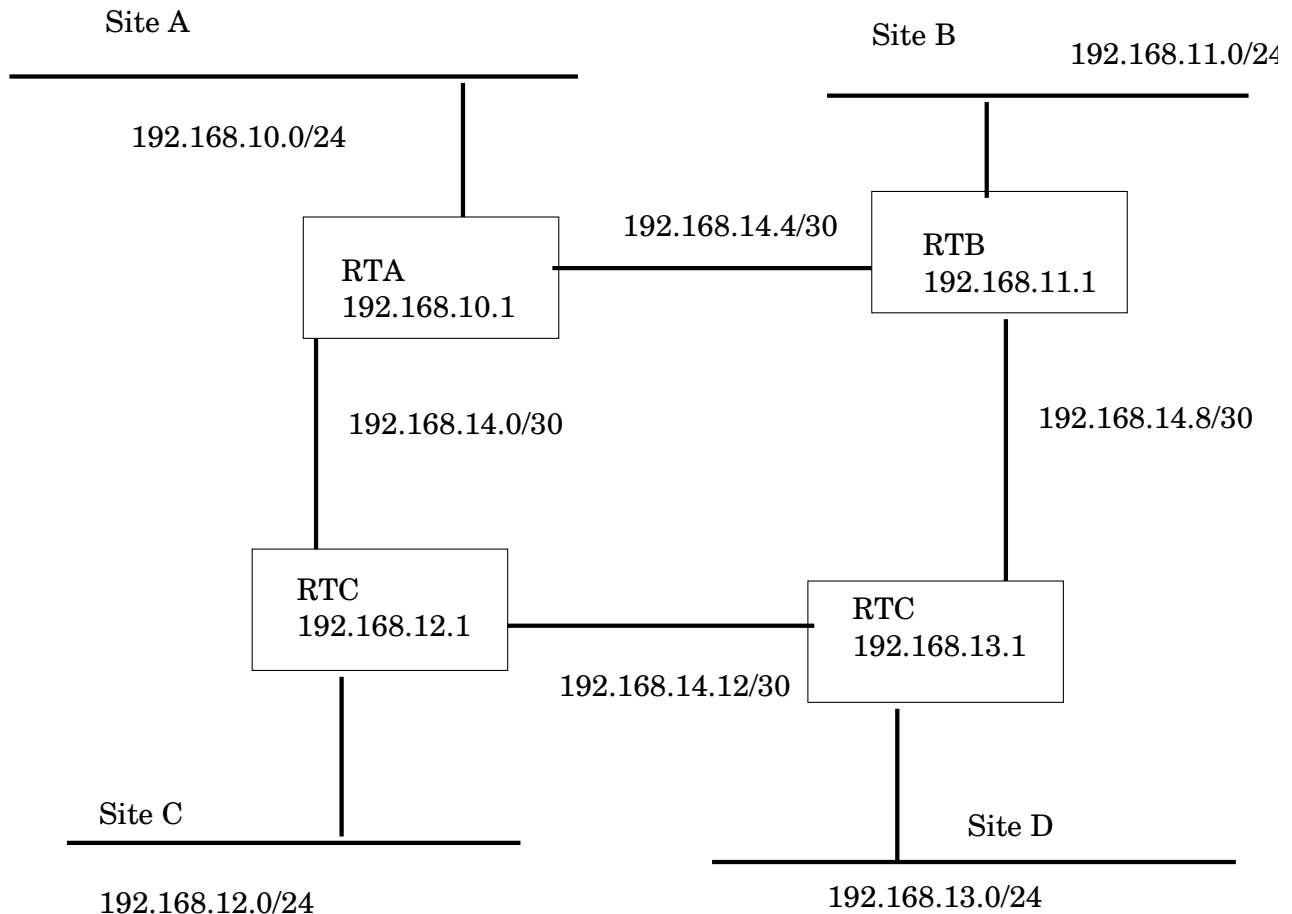 Site A
Site B
192.168.11.0/24
192.168.10.0/24
192.168.14.4/30
RTA
192.168.10.1
RTB
192.168.11.1
192.168.14.0/30
192.168.14.8/30
RTC
192.168.12.1
RTC
192.168.13.1
192.168.14.12/30
Site C
Site D
192.168.12.0/24
192.168.13.0/24